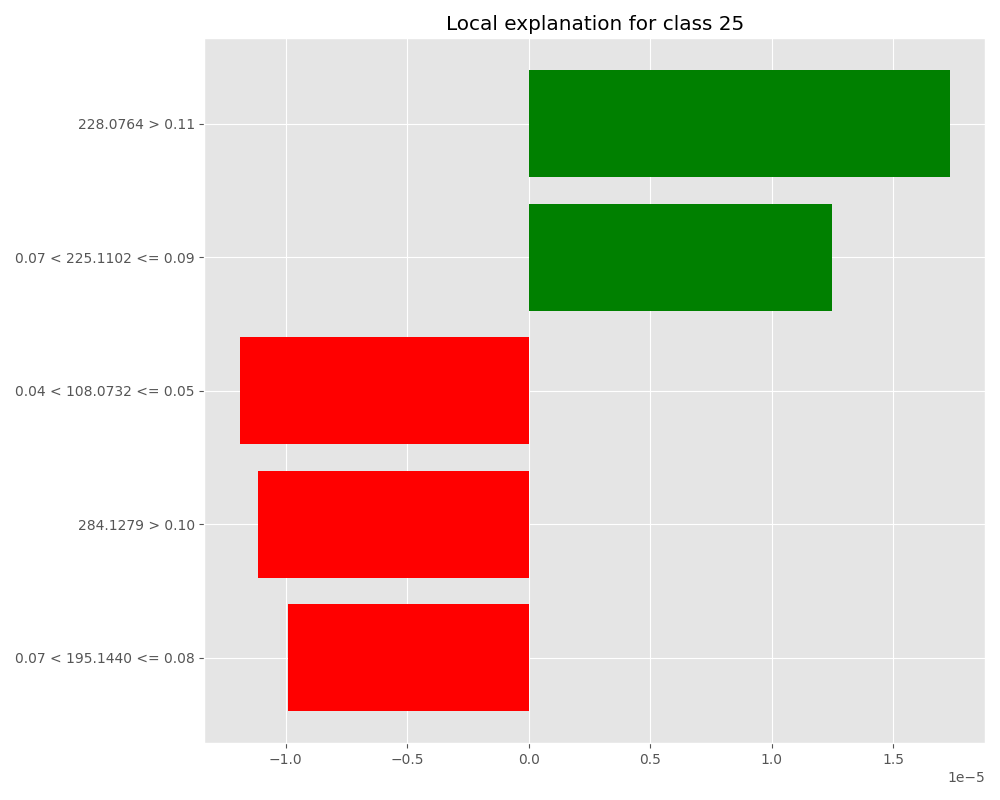 Local explanation for class 25
228.0764 > 0.11
0.07 < 225.1102 <= 0.09
0.04 < 108.0732 <= 0.05
284.1279 > 0.10
0.07 < 195.1440 <= 0.08
−1.0 −0.5 0.0 0.5 1.0 1.5
1e−5